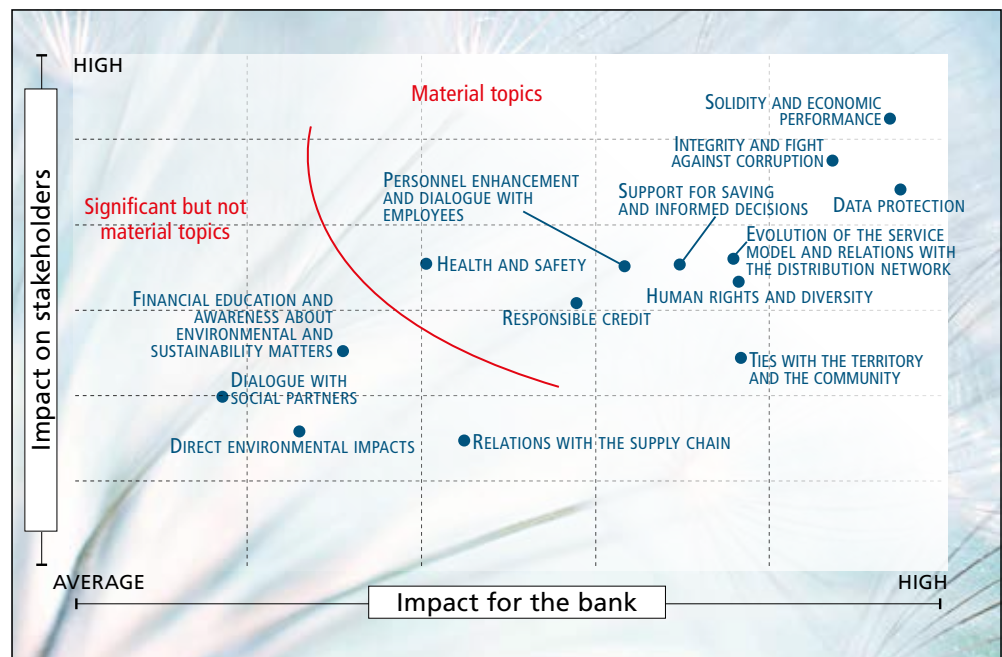 HIGH
Material topics
SOLIDITY AND ECONOMIC
PERFORMANCE
INTEGRITY AND FIGHT
AGAINST CORRUPTION
DATA PROTECTION
PERSONNEL ENHANCEMENT
AND DIALOGUE WITH
EMPLOYEES
SUPPORT FOR SAVING
AND INFORMED DECISIONS
Significant but not
material topics
EVOLUTION OF THE SERVICE
MODEL AND RELATIONS WITH
THE DISTRIBUTION NETWORK
HEALTH AND SAFETY
HUMAN RIGHTS AND DIVERSITY
RESPONSIBLE CREDIT
FINANCIAL EDUCATION AND
AWARENESS ABOUT
ENVIRONMENTAL AND
SUSTAINABILITY MATTERS
TIES WITH THE TERRITORY
AND THE COMMUNITY
DIALOGUE WITH
SOCIAL PARTNERS
DIRECT ENVIRONMENTAL IMPACTS
RELATIONS WITH THE SUPPLY CHAIN
Impact on stakeholders
AVERAGE
HIGH
Impact for the bank